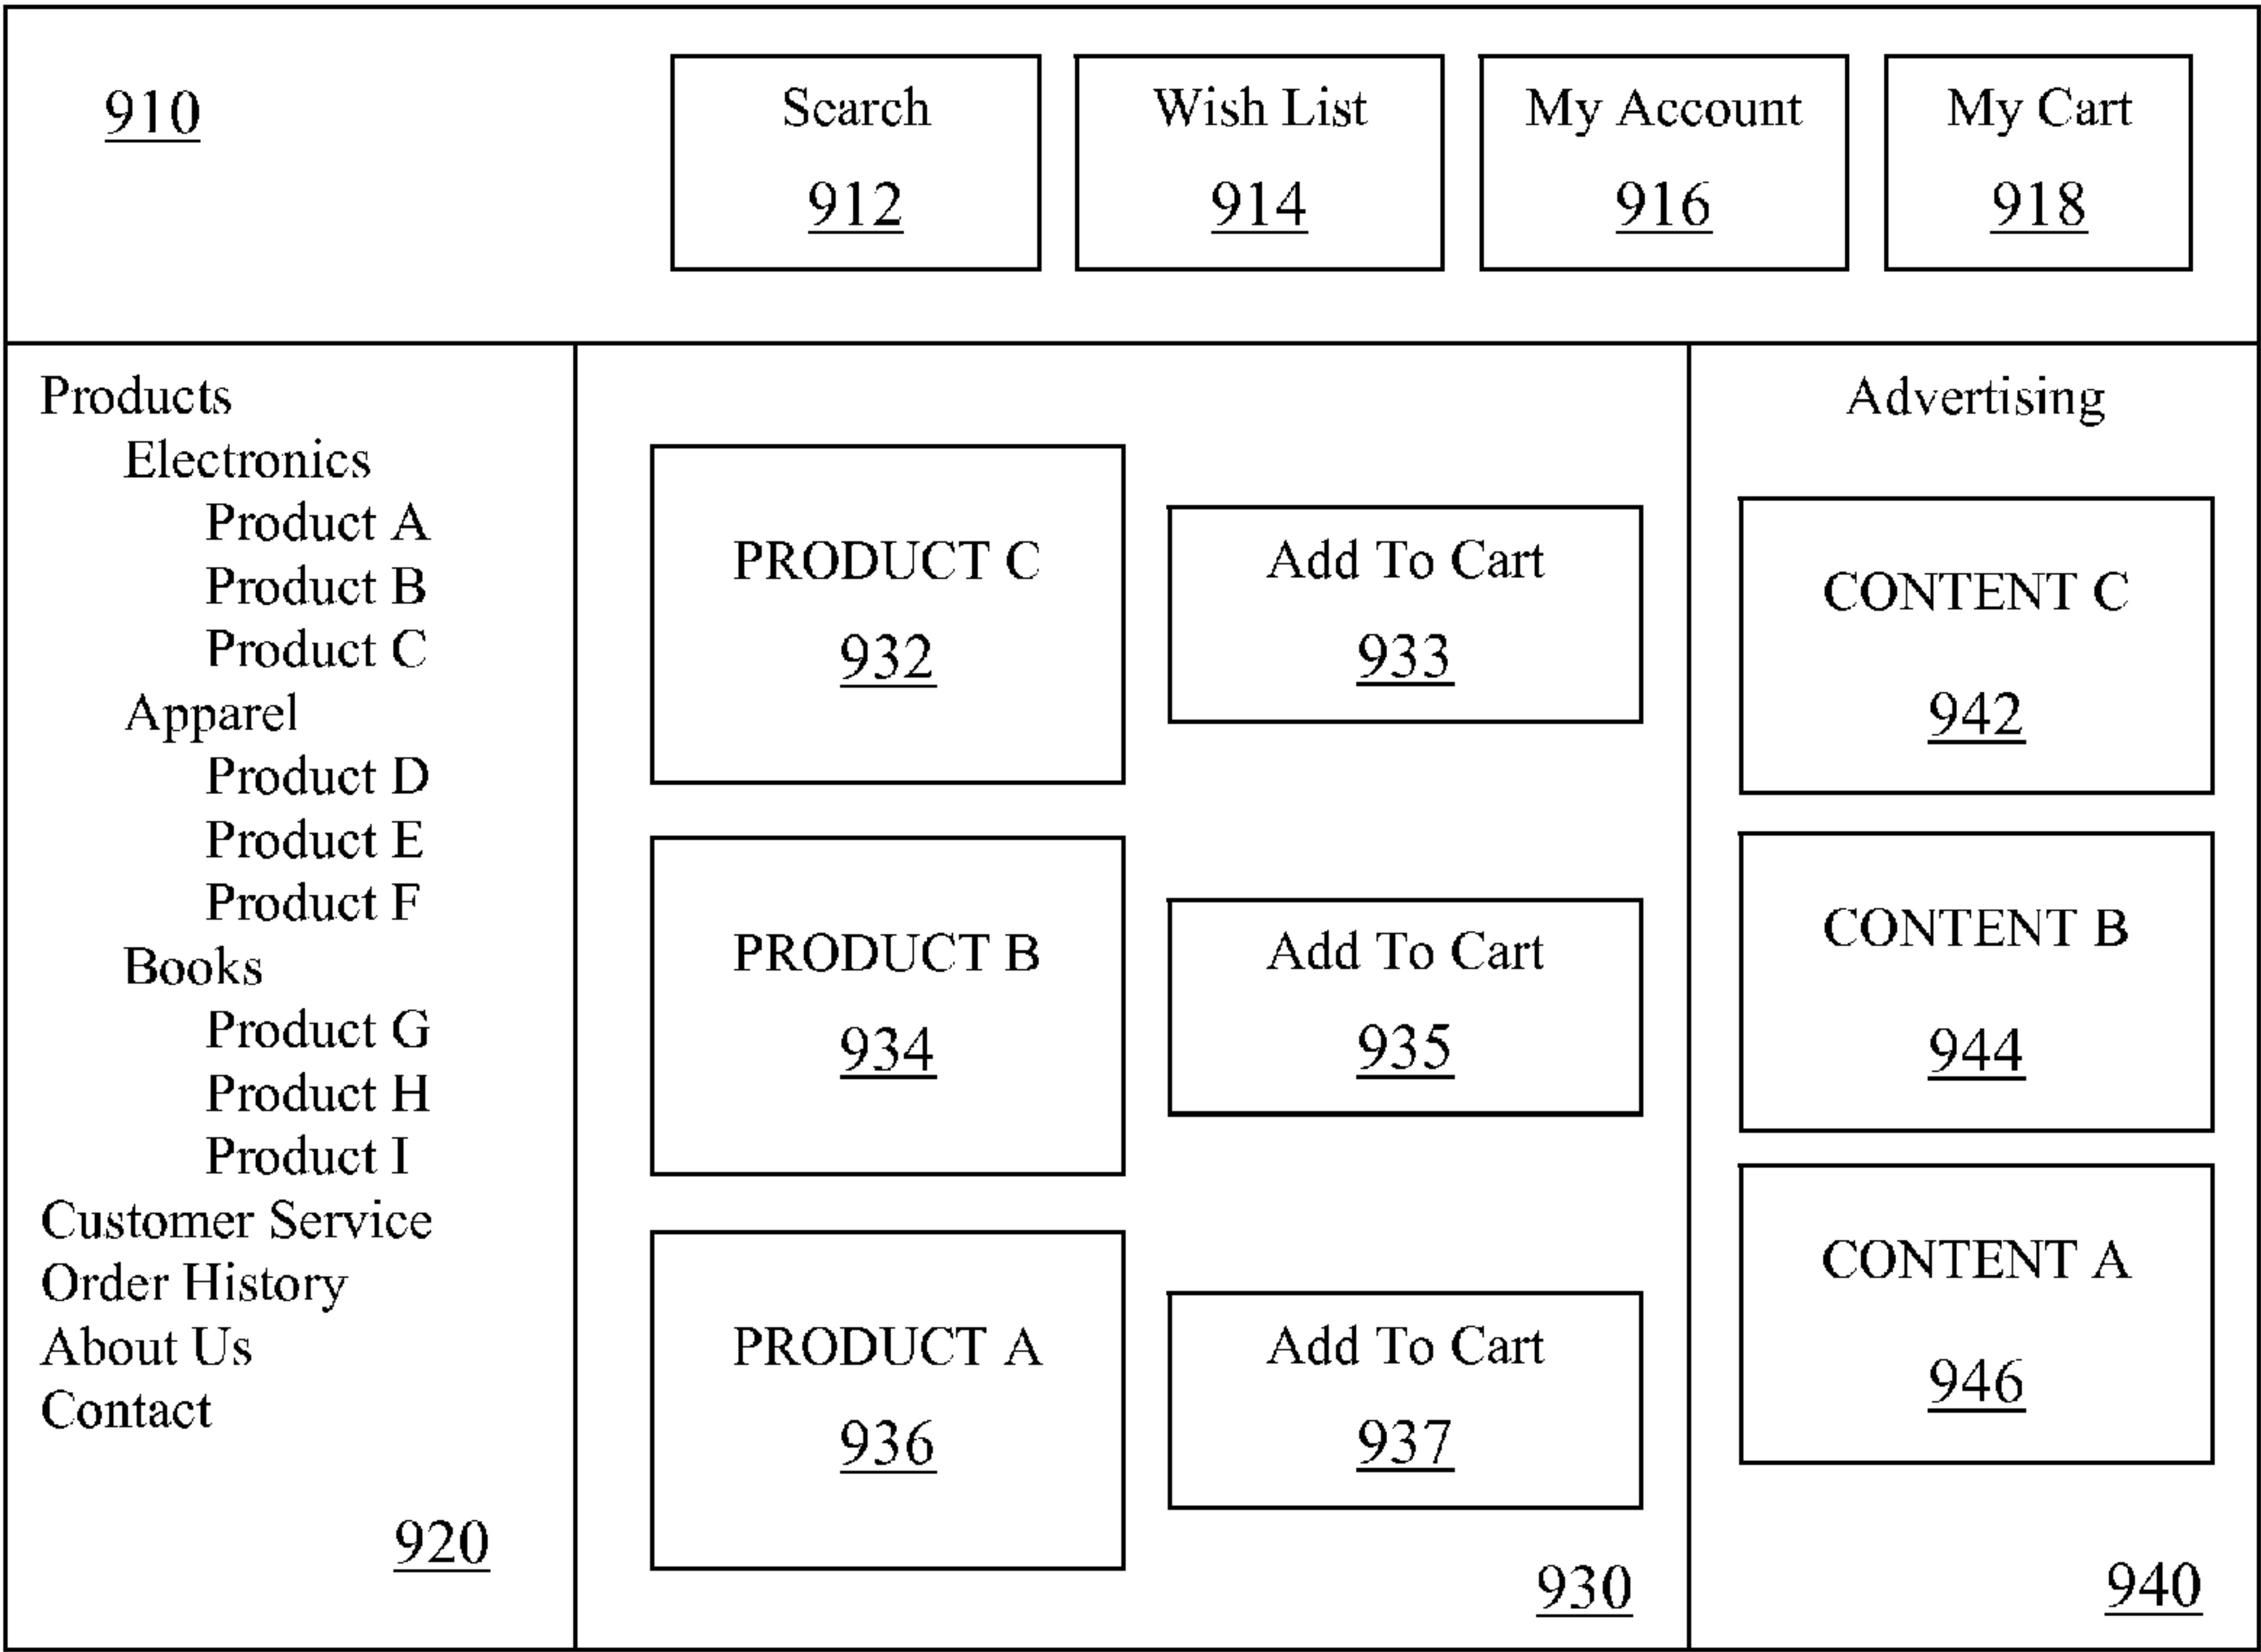 910
Search
912
Wish List
914
My Account
916
My Cart
918
Products
Electronics
Product A
Product B
Product C
Apparel
Product D
Product E
Product F
Books
Product G
Product H
Product I
Customer Service
Order History
About Us
Contact
920
PRODUCT C
932
Add To Cart
933
PRODUCT B
934
Add To Cart
935
PRODUCT A
936
Add To Cart
937
930
Advertising
CONTENT C
942
CONTENT B
944
CONTENT A
946
940